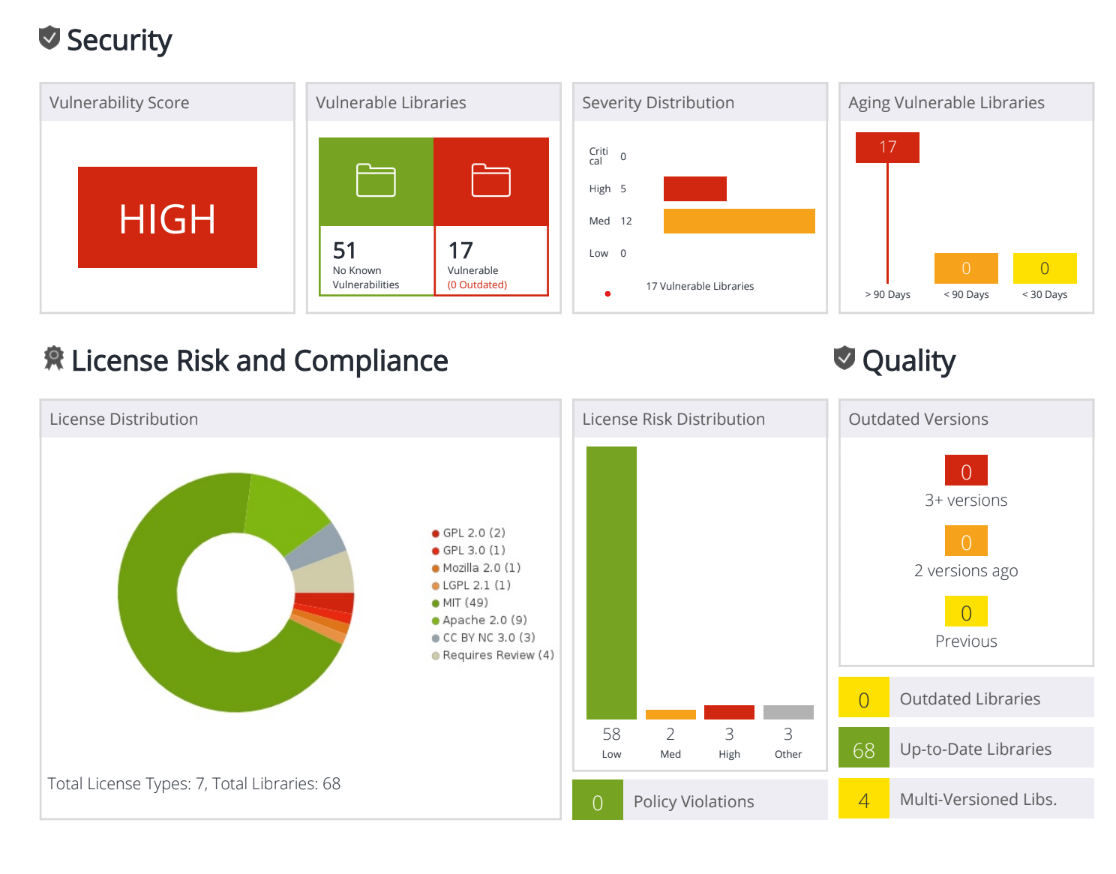 Security
Vulnerability Score
HIGH
Vulnerable Libraries
51
No Known
Vulnerabilities
17
Vulnerable
(0 Outdated)
Severity Distribution
Criti
cal 0
High 5
Med 12
Low 0
17 Vulnerable Libraries
Aging Vulnerable Libraries
17
0
0
> 90 Days
< 90 Days
< 30 Days
License Risk and Compliance
License Distribution
GPL 2.0 (2)
GPL 3.0 (1)
Mozilla 2.0 (1)
LGPL 2.1 (1)
MIT (49)
Apache 2.0 (9)
CC BY NC 3.0 (3)
Requires Review (4)
Total License Types: 7, Total Libraries: 68
License Risk Distribution
58
Low
2
Med
3
High
3
Other
0 Policy Violations
Quality
Outdated Versions
0
3+ versions
0
2 versions ago
0
Previous
0 Outdated Libraries
68 Up-to-Date Libraries
4 Multi-Versioned Libs.